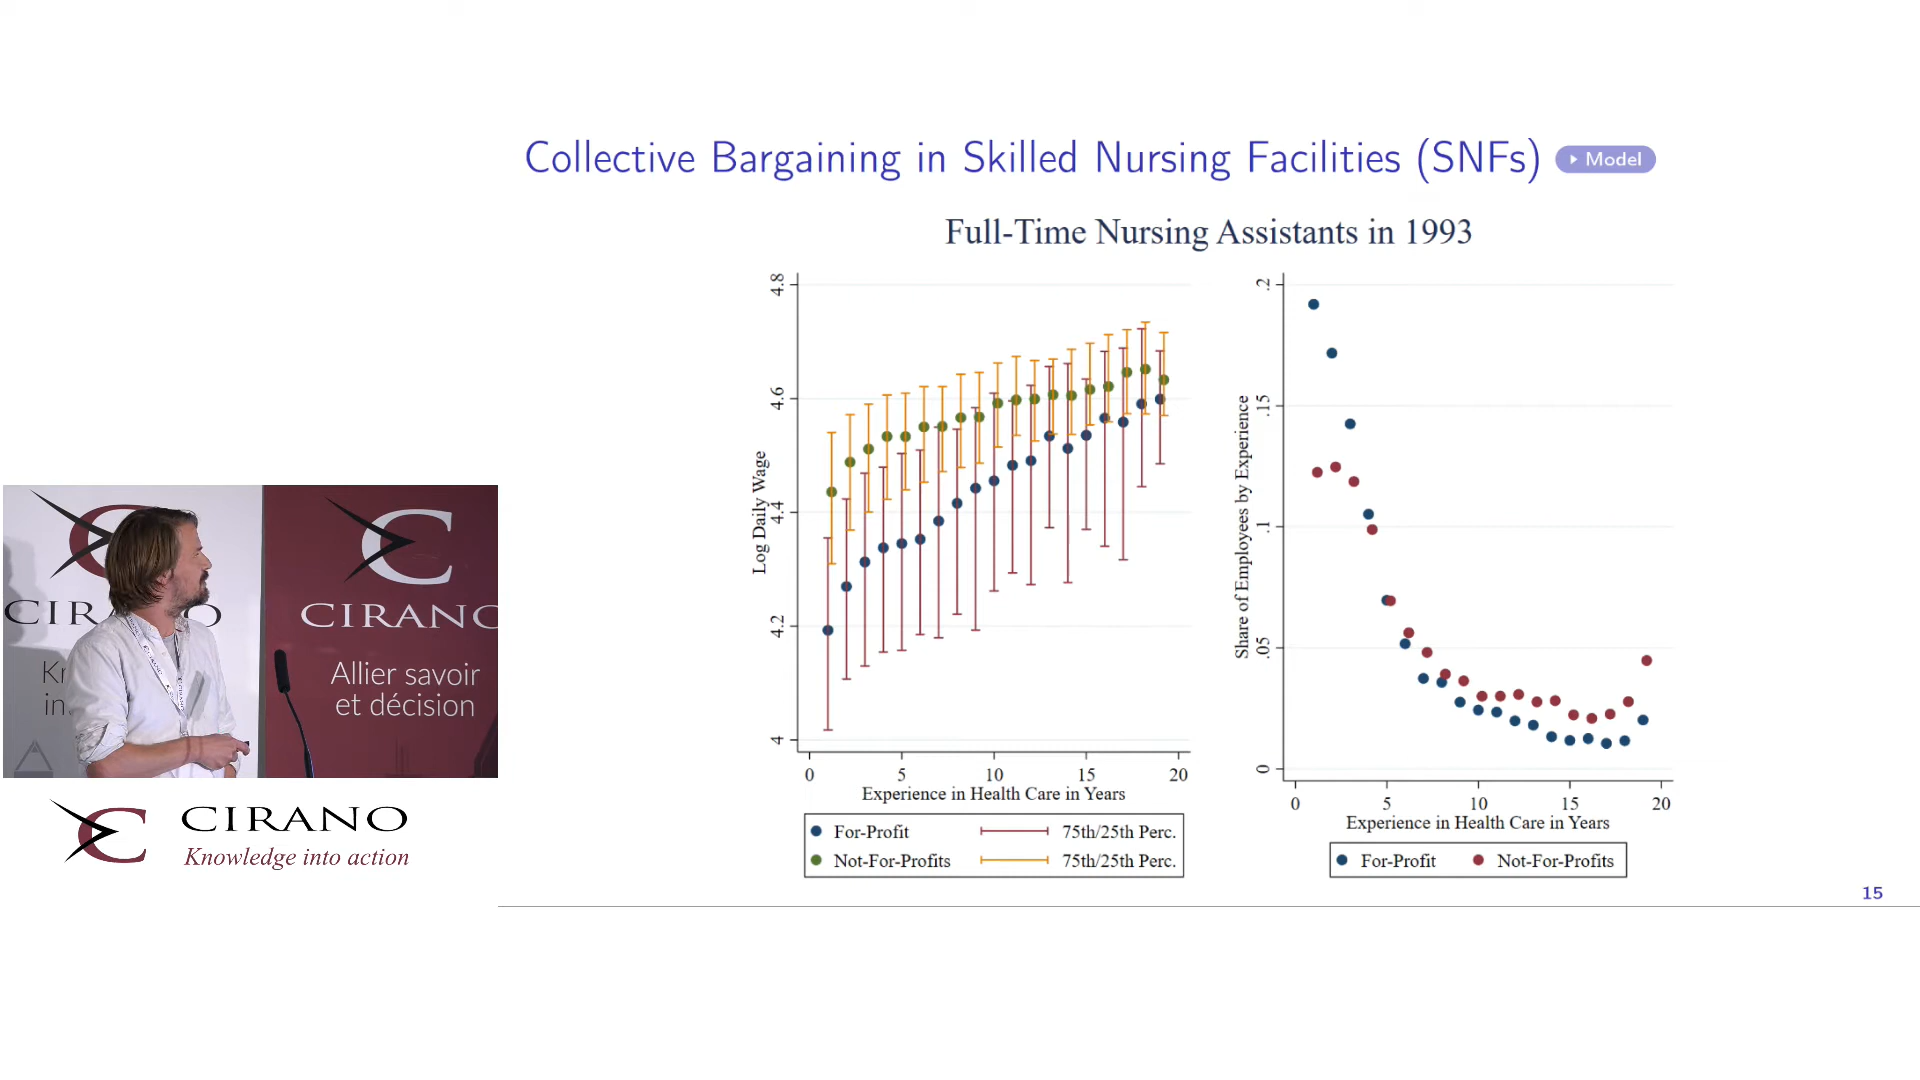 Collective Bargaining in Skilled Nursing Facilities (SNFs)
Model
Full-Time Nursing Assistants in 1993
Log Daily Wage
4.8
4.6
4.4
4.2
4
0 5 10 15 20
Experience in Health Care in Years
For-Profit 75th/25th Perc.
Not-For-Profits 75th/25th Perc.
Share of Employees by Experience
.2
.15
.1
.05
0
0 5 10 15 20
Experience in Health Care in Years
For-Profit Not-For-Profits
15
CIRANO
Allier savoir
et décision
CIRANO
Knowledge into action